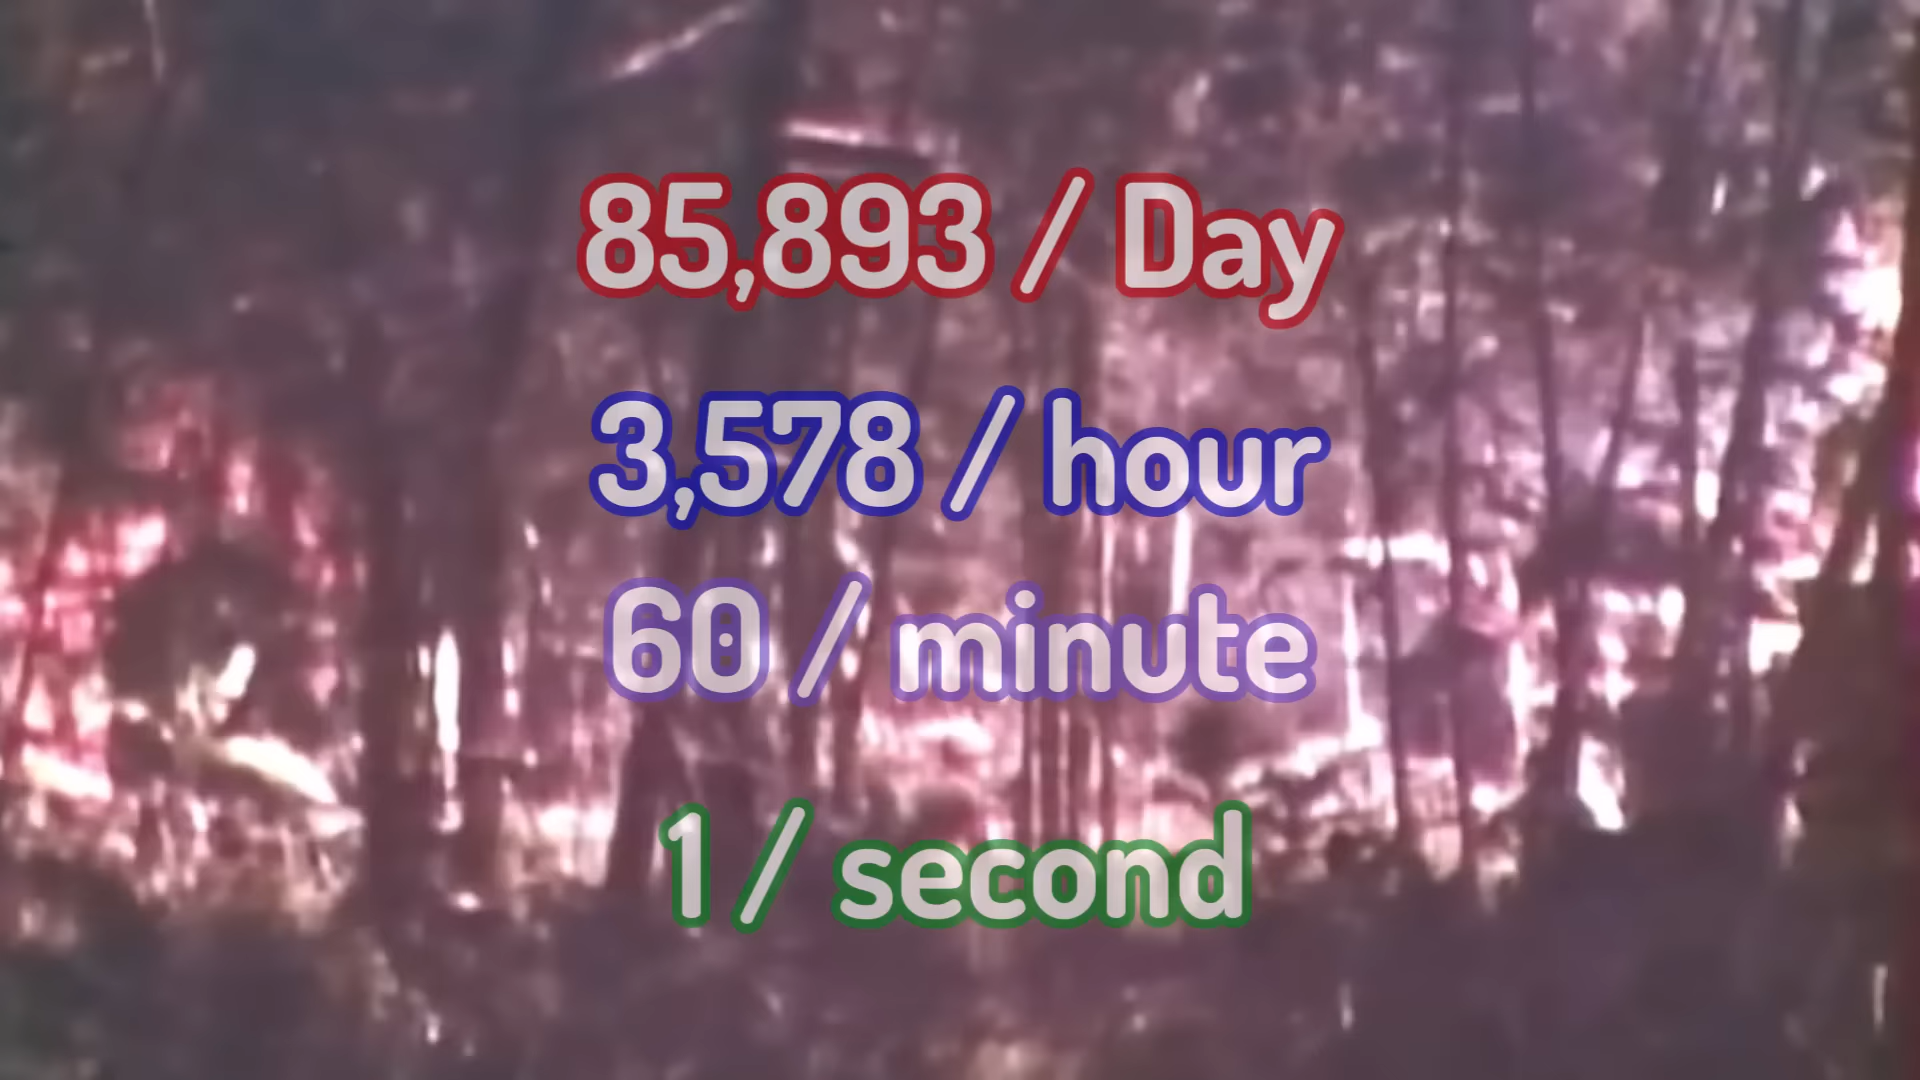 85,893 / Day
3,578 / hour
60 / minute
1 / second